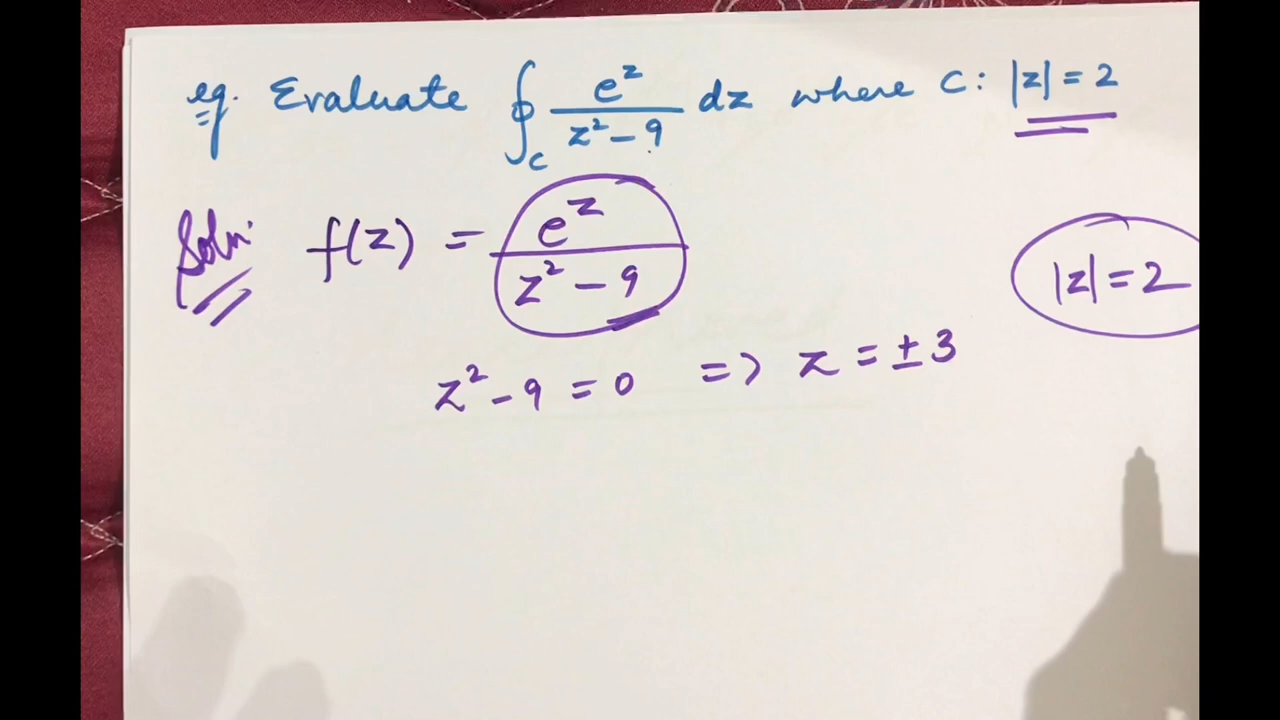 eg. Evaluate ∮_C e^z / (z² - 9) dz where C: |z| = 2
Soln: f(z) = e^z / (z² - 9)
|z| = 2
z² - 9 = 0 => z = ± 3